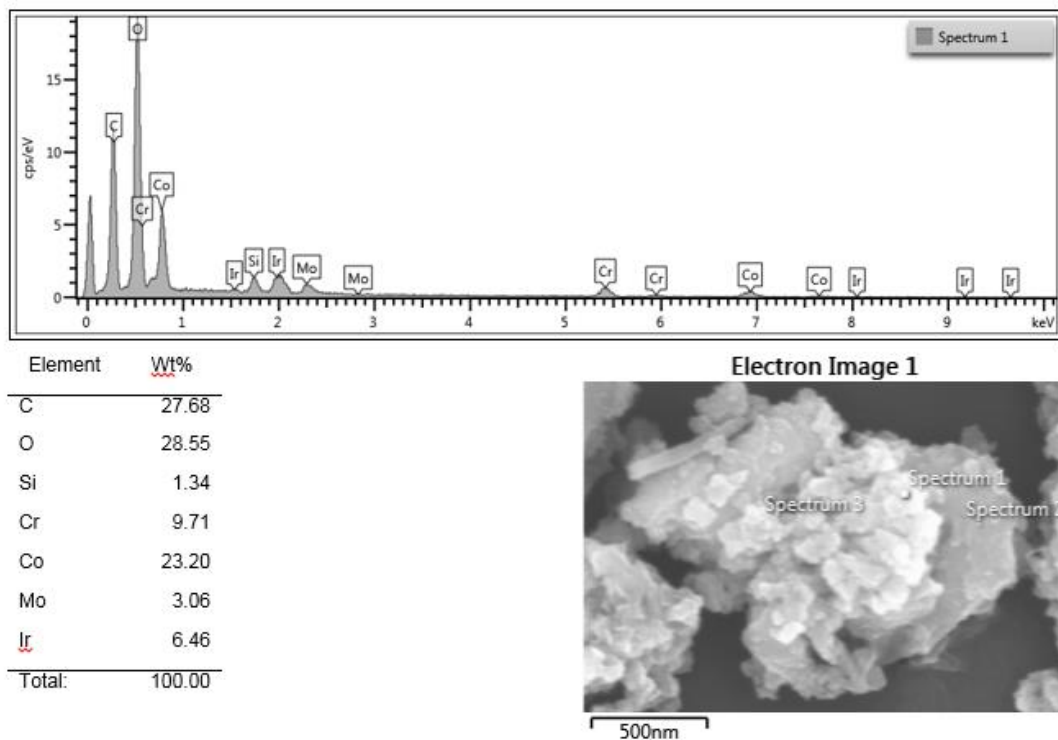 Spectrum 1
cps/eV
15
10
5
0
C
O
Cr
Co
Ir
Si
Ir
Mo
Mo
Cr
Cr
Co
Co
Ir
Ir
Ir
0 1 2 3 4 5 6 7 8 9 keV
Element Wt%
C 27.68
O 28.55
Si 1.34
Cr 9.71
Co 23.20
Mo 3.06
Ir 6.46
Total: 100.00
Electron Image 1
Spectrum 1
Spectrum 3
Spectrum
500nm